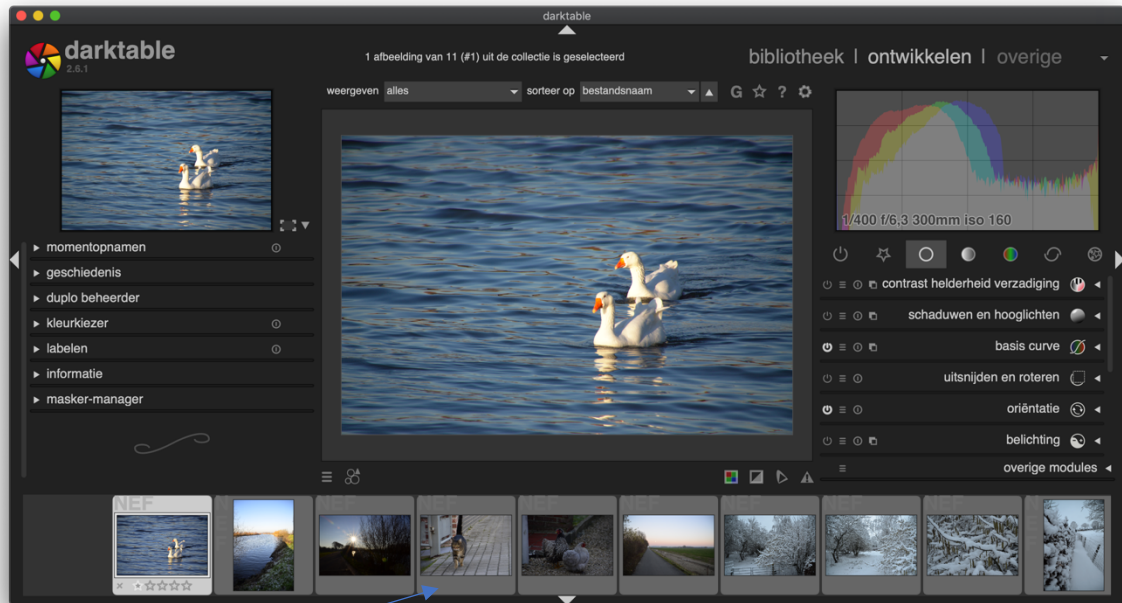 darktable
darktable
2.6.1
1 afbeelding van 11 (#1) uit de collectie is geselecteerd
bibliotheek | ontwikkelen | overige
weergeven alles sorteer op bestandsnaam G ?
1/400 f/6,3 300mm iso 160
momentopnamen
geschiedenis
duplo beheerder
kleurkiezer
labelen
informatie
masker-manager
contrast helderheid verzadiging
schaduwen en hooglichten
basis curve
uitsnijden en roteren
oriëntatie
belichting
overige modules
NEF
NEF
NEF
NEF
NEF
NEF
NEF
NEF